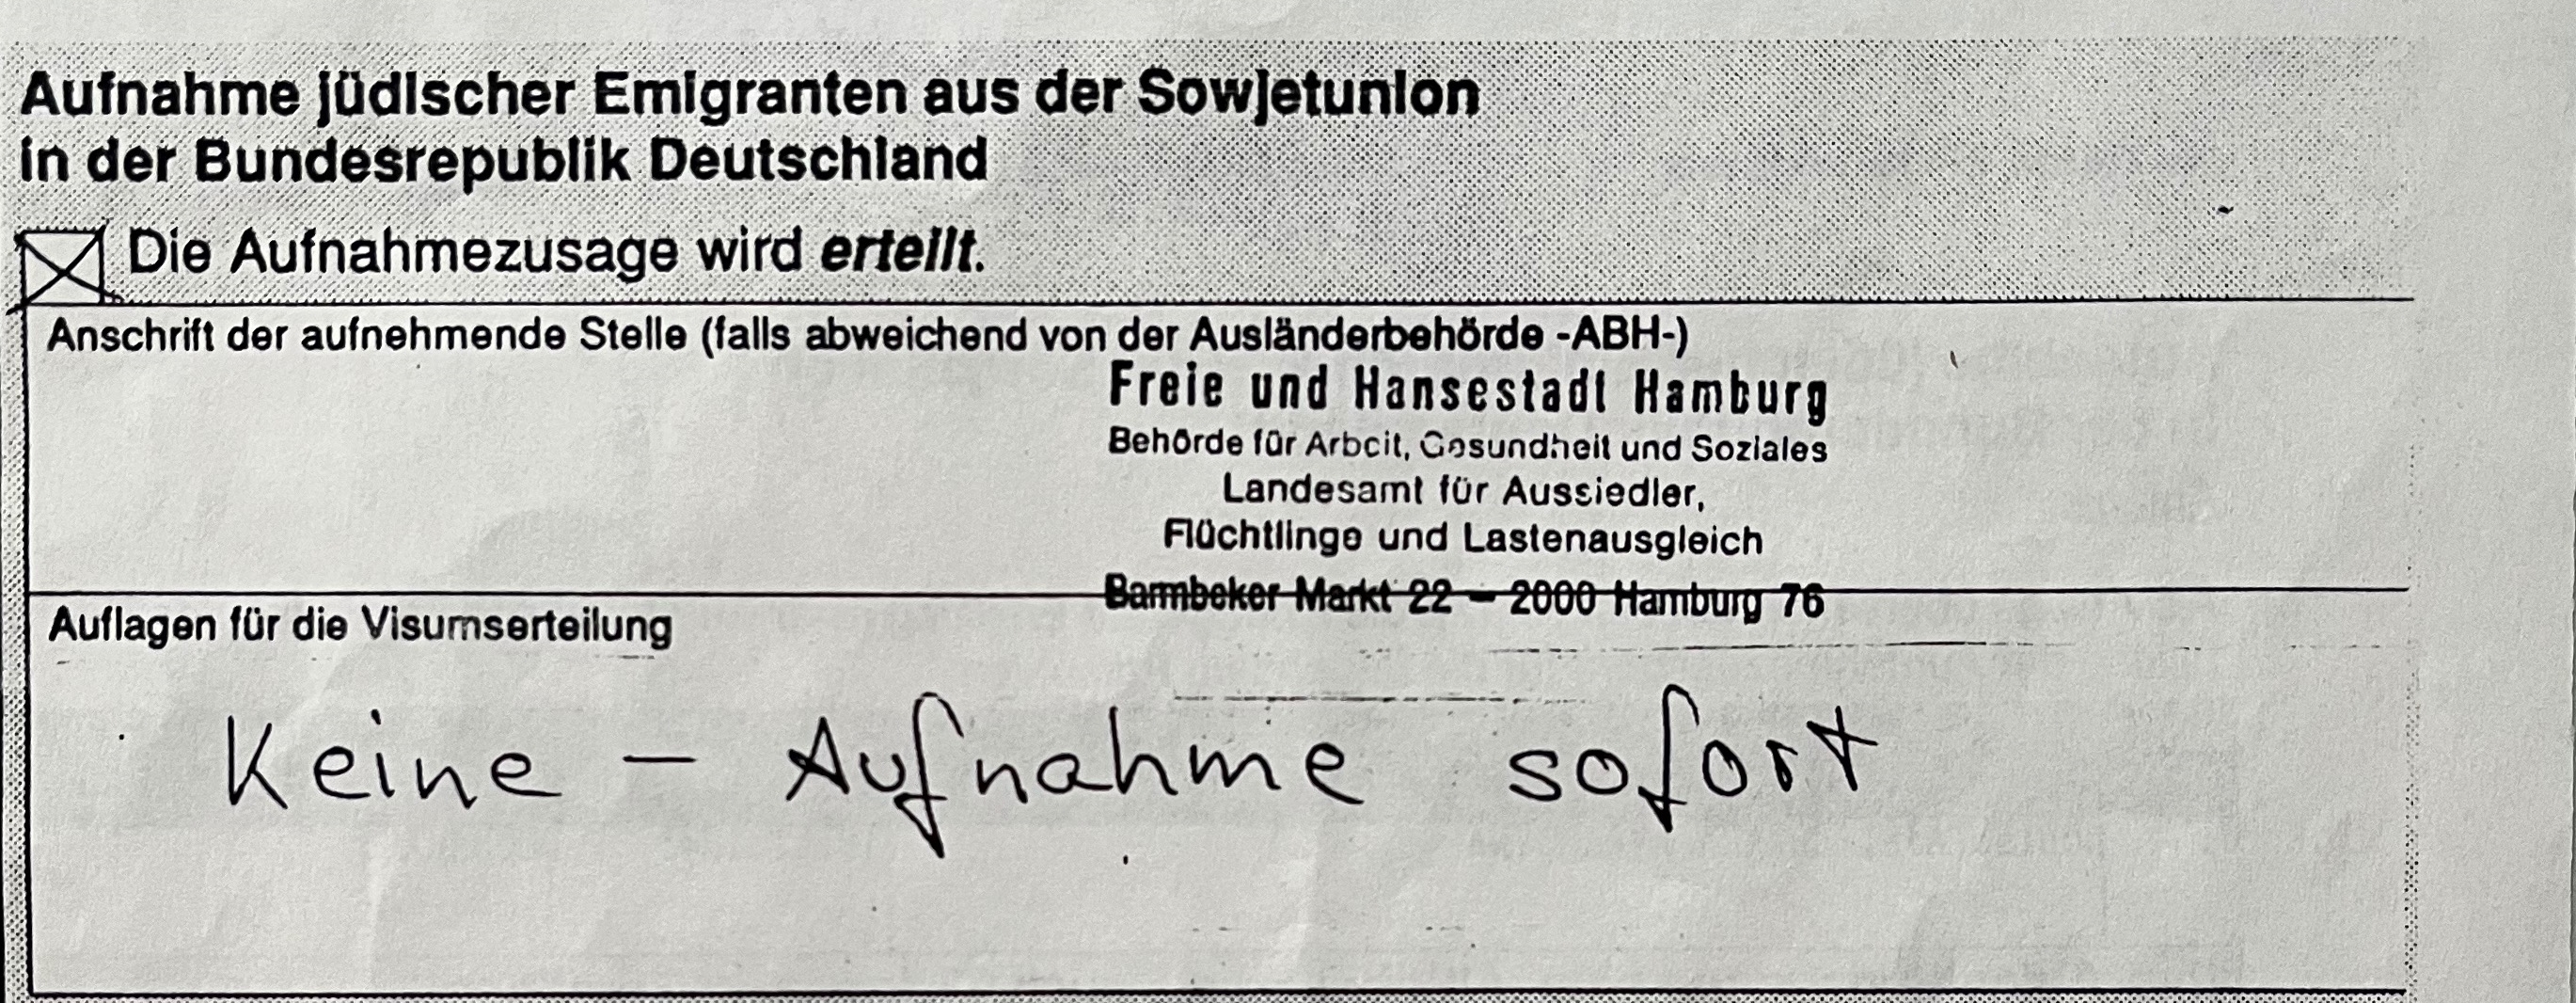 Aufnahme jüdischer Emigranten aus der Sowjetunion
in der Bundesrepublik Deutschland
Die Aufnahmezusage wird erteilt.
Anschrift der aufnehmende Stelle (falls abweichend von der Ausländerbehörde -ABH-)
Freie und Hansestadt Hamburg
Behörde für Arbeit, Gesundheit und Soziales
Landesamt für Aussiedler,
Flüchtlinge und Lastenausgleich
Barmbeker Markt 22 – 2000 Hamburg 76
Auflagen für die Visumserteilung
Keine – Aufnahme sofort